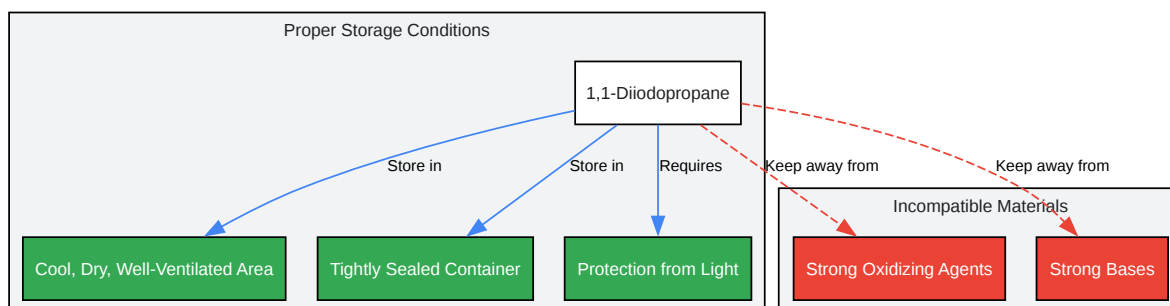 Proper Storage Conditions
1,1-Diiodopropane
Store in
Store in
Requires
Keep away from
Keep away from
Incompatible Materials
Cool, Dry, Well-Ventilated Area
Tightly Sealed Container
Protection from Light
Strong Oxidizing Agents
Strong Bases